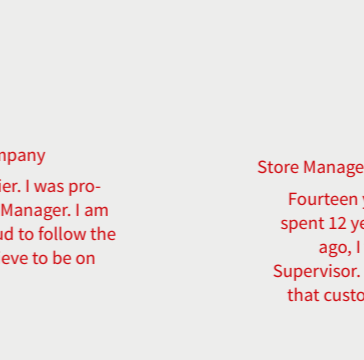 mpany
ier. I was pro-
Manager. I am
ud to follow the
eve to be on
Store Manage
Fourteen
spent 12 ye
ago, I
Supervisor.
that custo